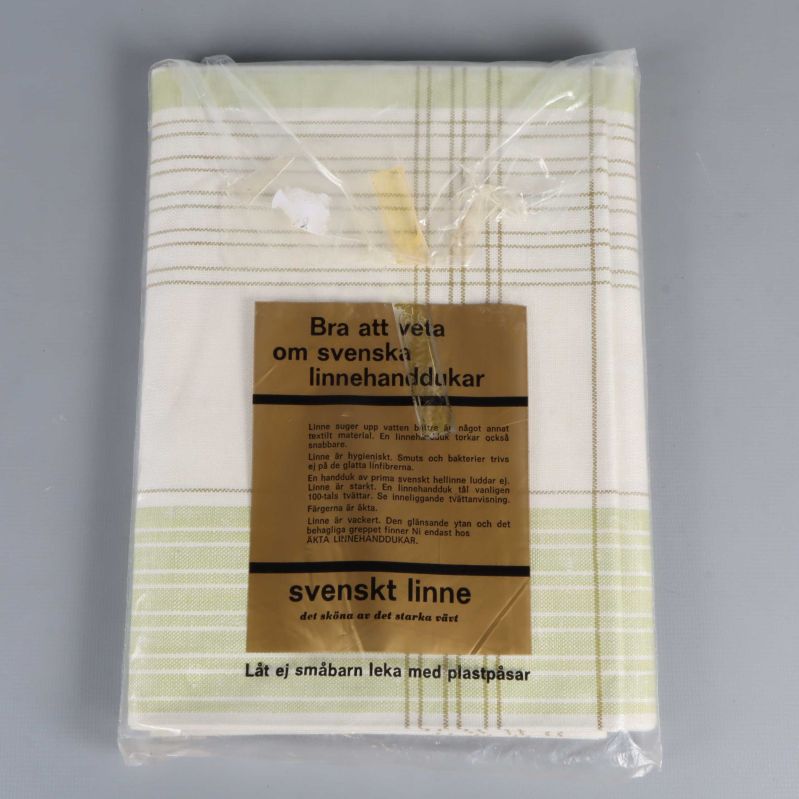 Bra att veta
om svenska
linnehanddukar
Linne suger upp vatten bättre än något annat
textilt material. En linnehandduk torkar också
snabbare.
Linne är hygieniskt. Smuts och bakterier trivs
ej på de glatta linfibrerna.
En handduk av prima svenskt hellinne luddar ej.
Linne är starkt. En linnehandduk tål vanligen
100-tals tvättar. Se inneliggande tvättanvisning.
Färgerna är äkta.
Linne är vackert. Den glänsande ytan och det
behagliga greppet finner Ni endast hos
ÄKTA LINNEHANDDUKAR.
svenskt linne
det sköna av det starka vävt
Låt ej småbarn leka med plastpåsar